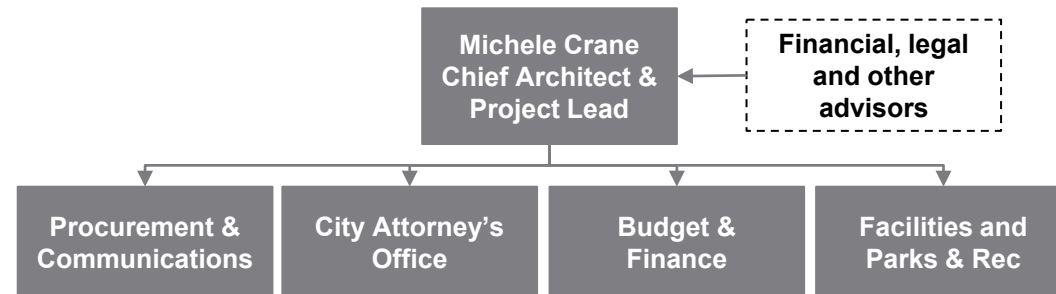 Michele Crane
Chief Architect &
Project Lead
Financial, legal
and other
advisors
Procurement &
Communications
City Attorney’s
Office
Budget &
Finance
Facilities and
Parks & Rec